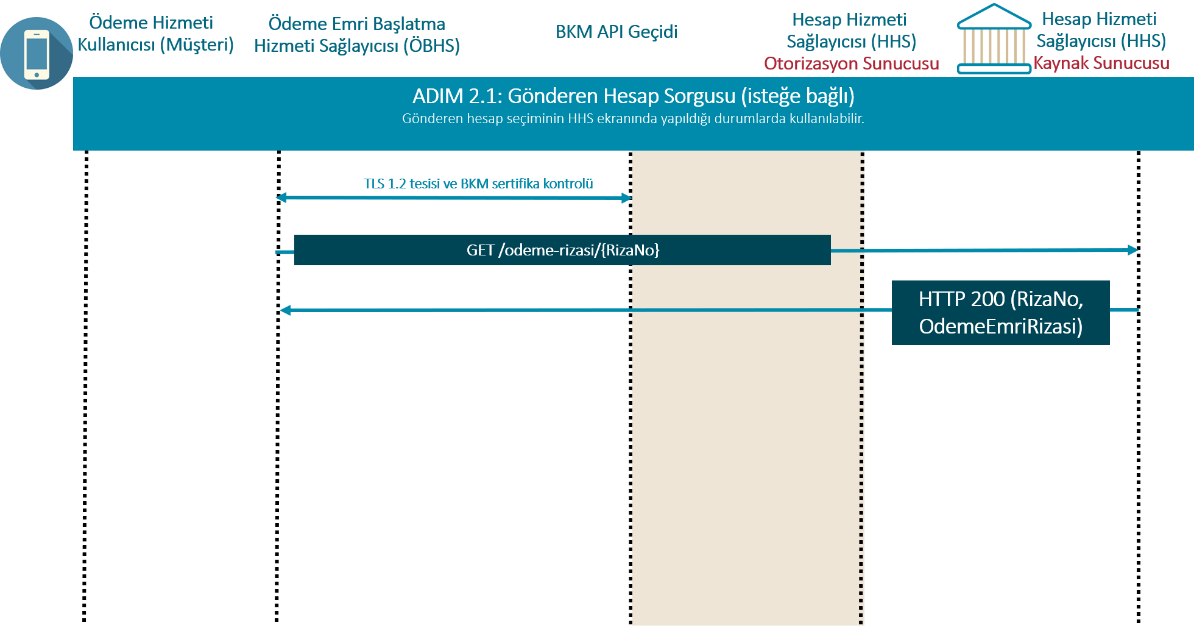 Ödeme Hizmeti
Kullanıcısı (Müşteri)
Ödeme Emri Başlatma
Hizmeti Sağlayıcısı (ÖBHS)
BKM API Geçidi
Hesap Hizmeti
Sağlayıcısı (HHS)
Otorizasyon Sunucusu
Hesap Hizmeti
Sağlayıcısı (HHS)
Kaynak Sunucusu
ADIM 2.1: Gönderen Hesap Sorgusu (isteğe bağlı)
Gönderen hesap seçiminin HHS ekranında yapıldığı durumlarda kullanılabilir.
TLS 1.2 tesisi ve BKM sertifika kontrolü
GET /odeme-rizasi/{RizaNo}
HTTP 200 (RizaNo,
OdemeEmriRizasi)